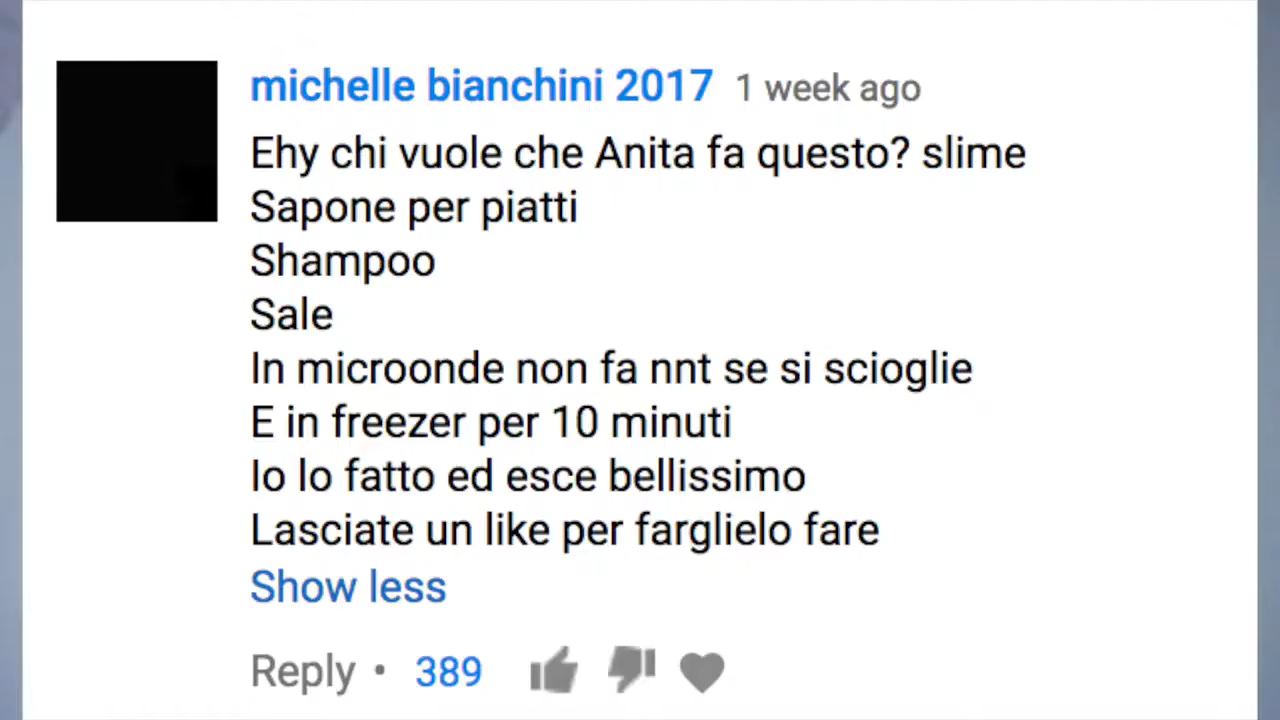 michelle bianchini 2017 1 week ago
Ehy chi vuole che Anita fa questo? slime
Sapone per piatti
Shampoo
Sale
In microonde non fa nnt se si scioglie
E in freezer per 10 minuti
Io lo fatto ed esce bellissimo
Lasciate un like per farglielo fare
Show less
Reply • 389